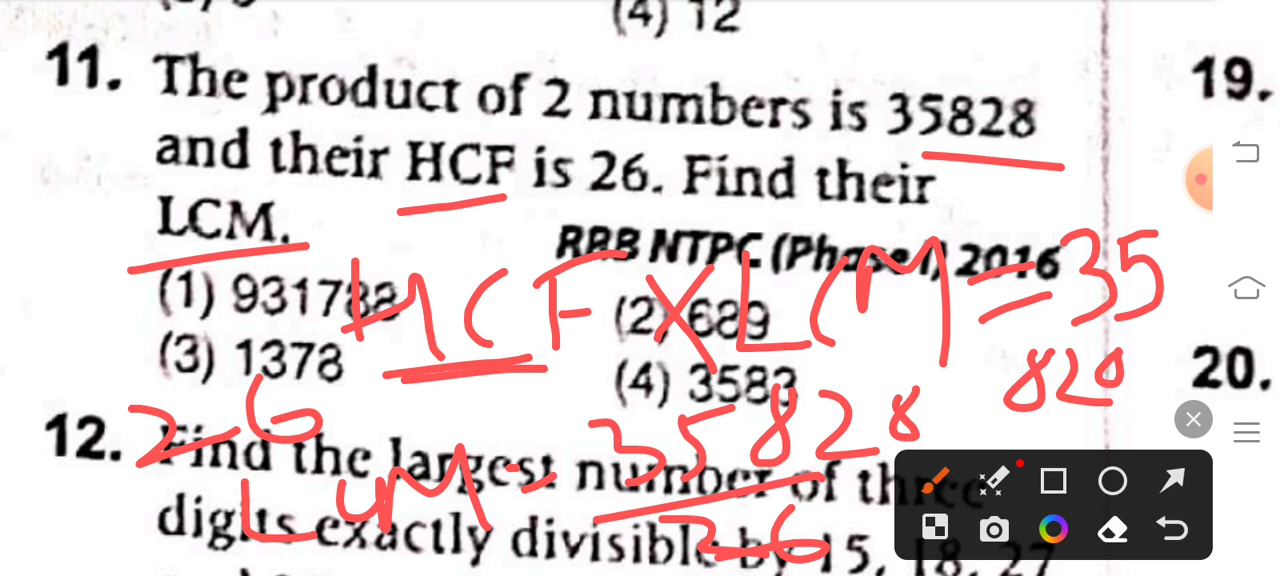 (4) 12
11. The product of 2 numbers is 35828
19.
and their HCF is 26. Find their
LCM.
RRB NTPC (Phase I) 2016
(1) 931788
(2) 689
HCF X LCM = 35
828
(3) 1378
(4) 3583
20.
26
35828
12. Find the largest number of three
LCM =
26
digits exactly divisible by 15, 18, 27